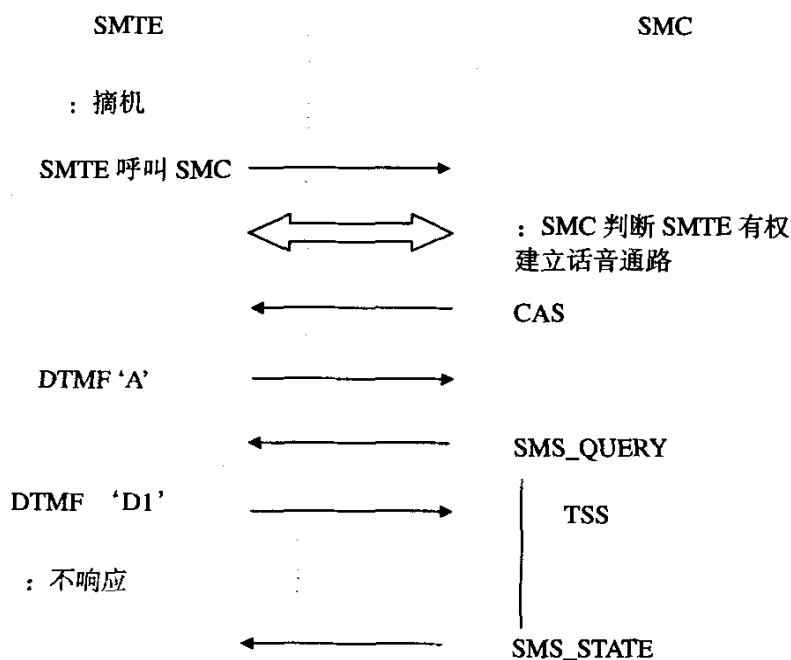 SMTE SMC
：摘机
SMTE 呼叫 SMC
：SMC 判断 SMTE 有权
建立话音通路
CAS
DTMF ‘A’
SMS_QUERY
DTMF ‘D1’ TSS
：不响应
SMS_STATE